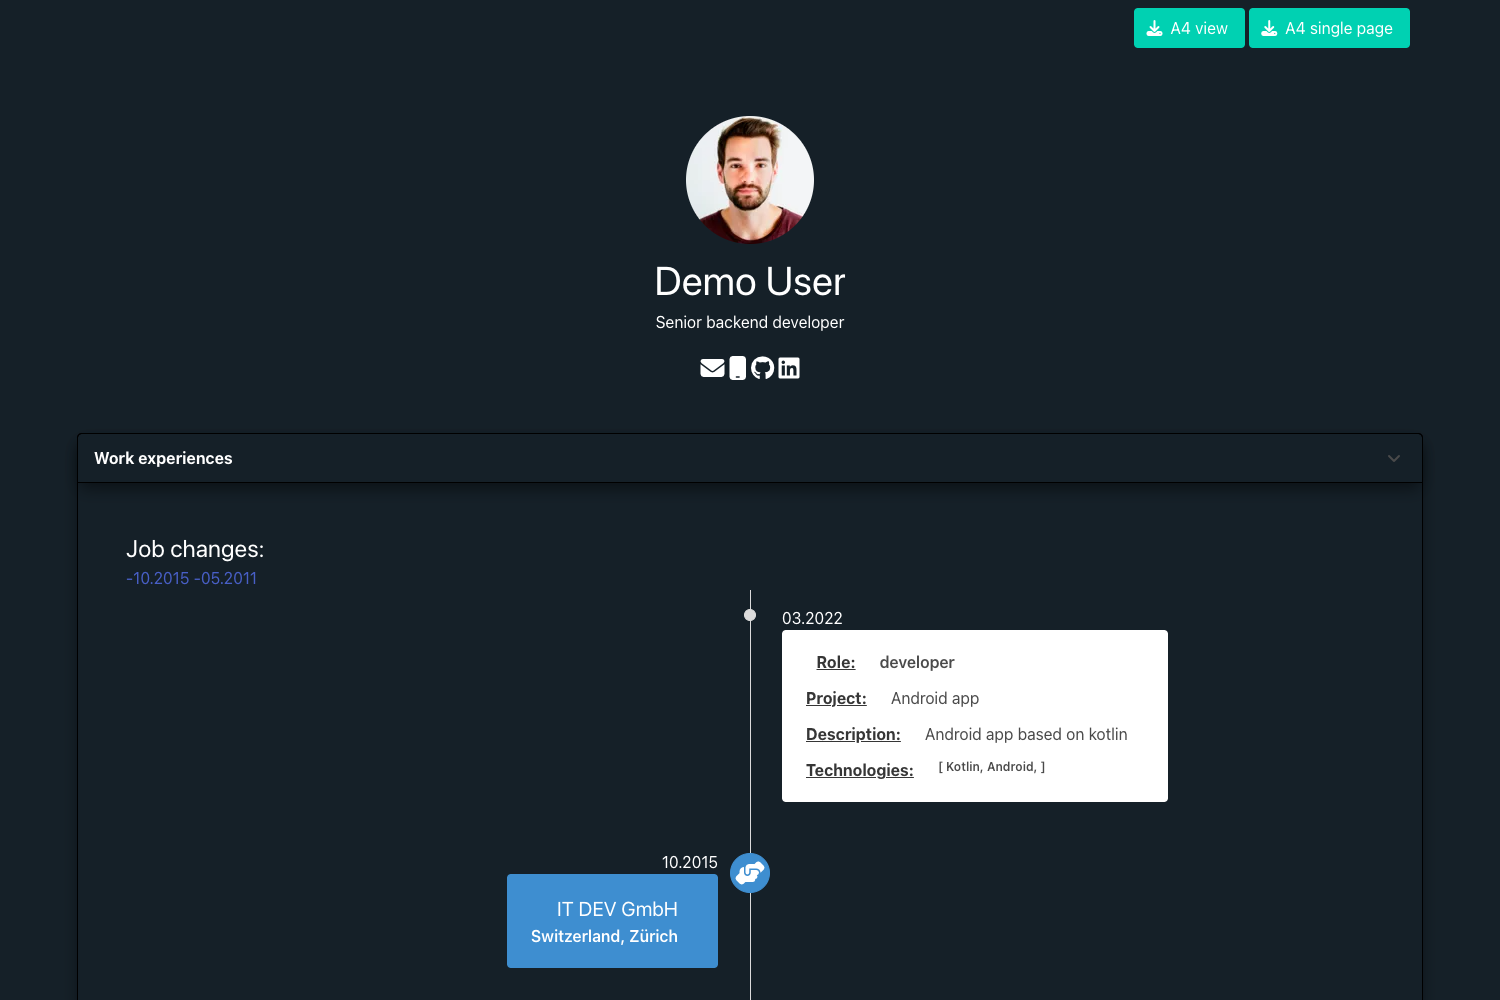 A4 view
A4 single page
Demo User
Senior backend developer
in
Work experiences
Job changes:
-10.2015 -05.2011
03.2022
Role: developer
Project: Android app
Description: Android app based on kotlin
Technologies: [ Kotlin, Android, ]
10.2015
IT DEV GmbH
Switzerland, Zürich